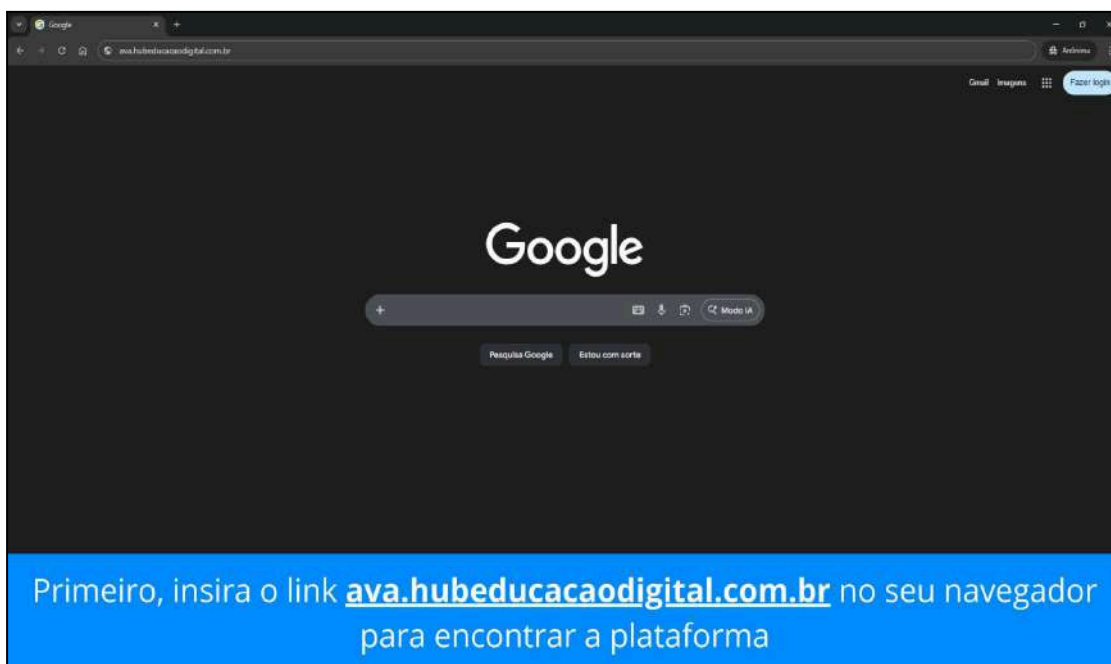 Google
ava.hubeducacaodigital.com.br
Anônima
Gmail Imagens
Fazer login
Google
Modo IA
Pesquisa Google Estou com sorte
Primeiro, insira o link ava.hubeducacaodigital.com.br no seu navegador
para encontrar a plataforma